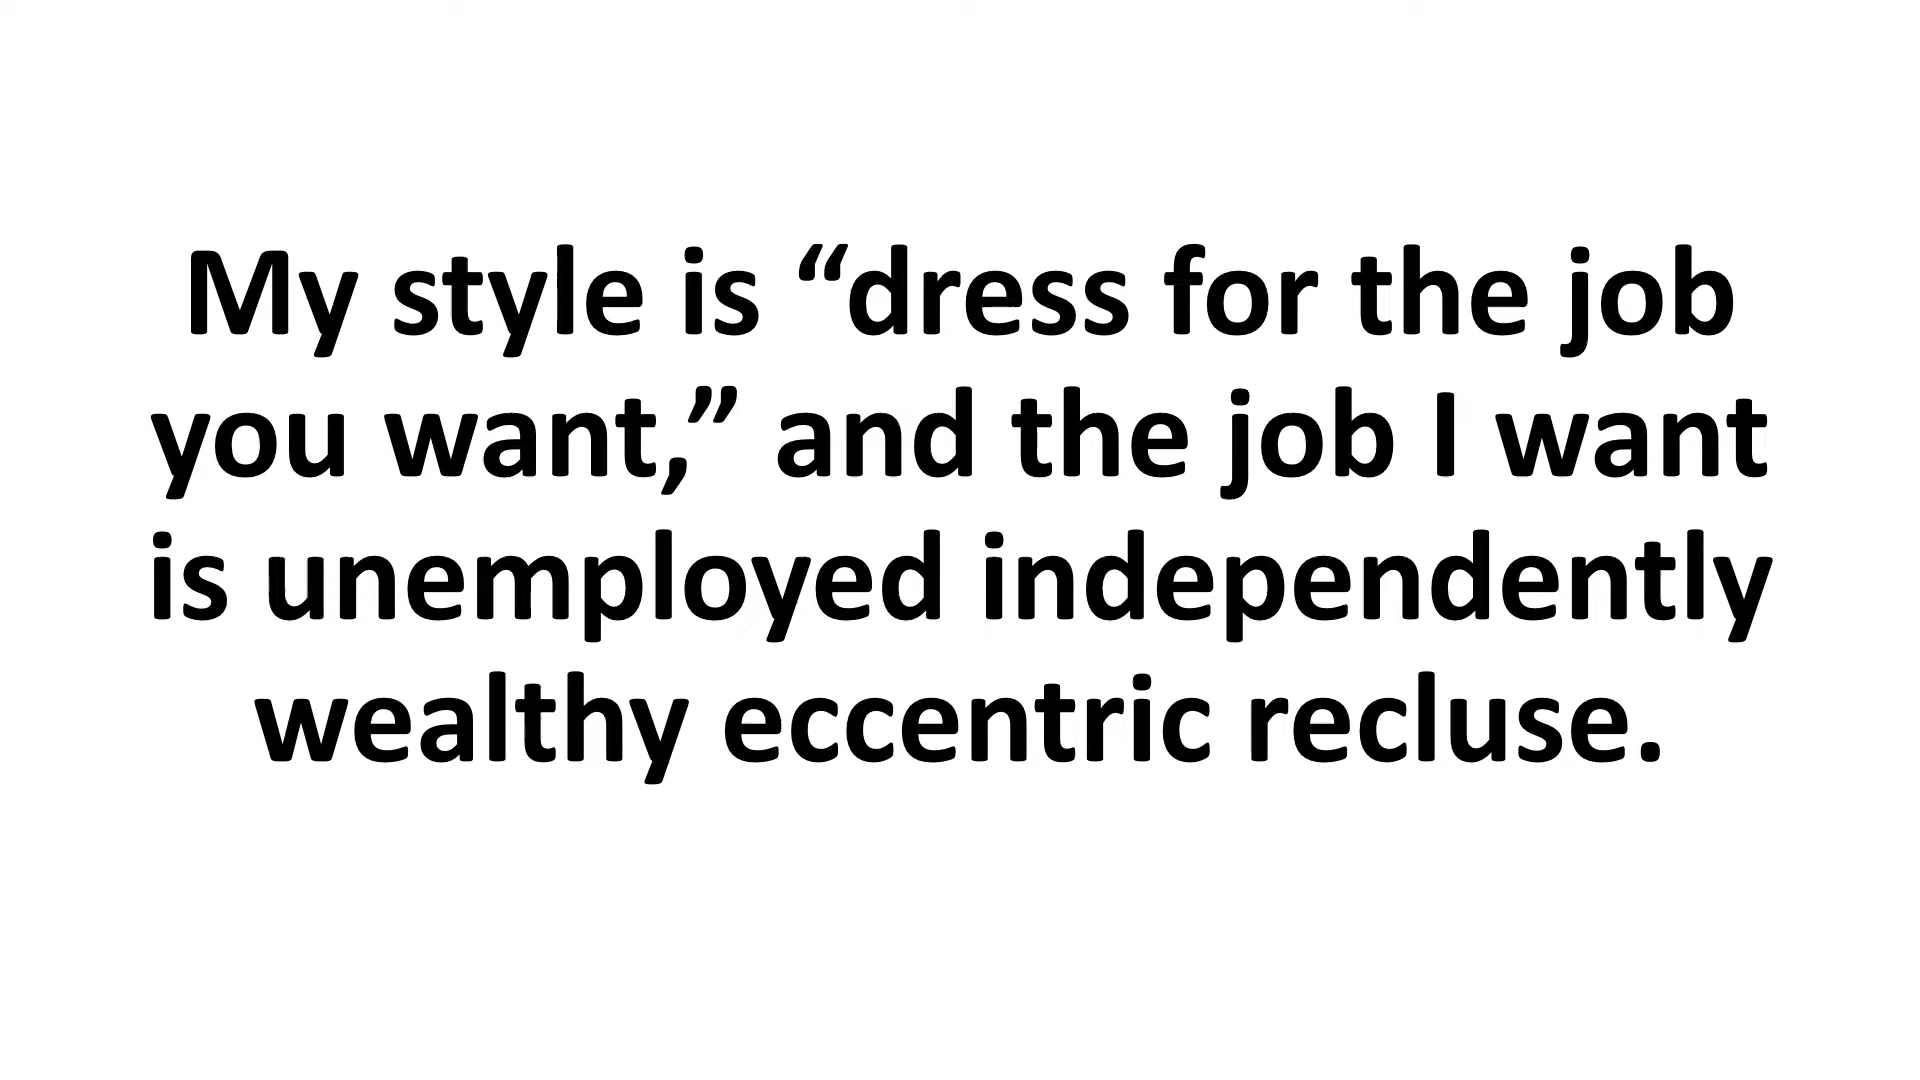 My style is “dress for the job
you want,” and the job I want
is unemployed independently
wealthy eccentric recluse.